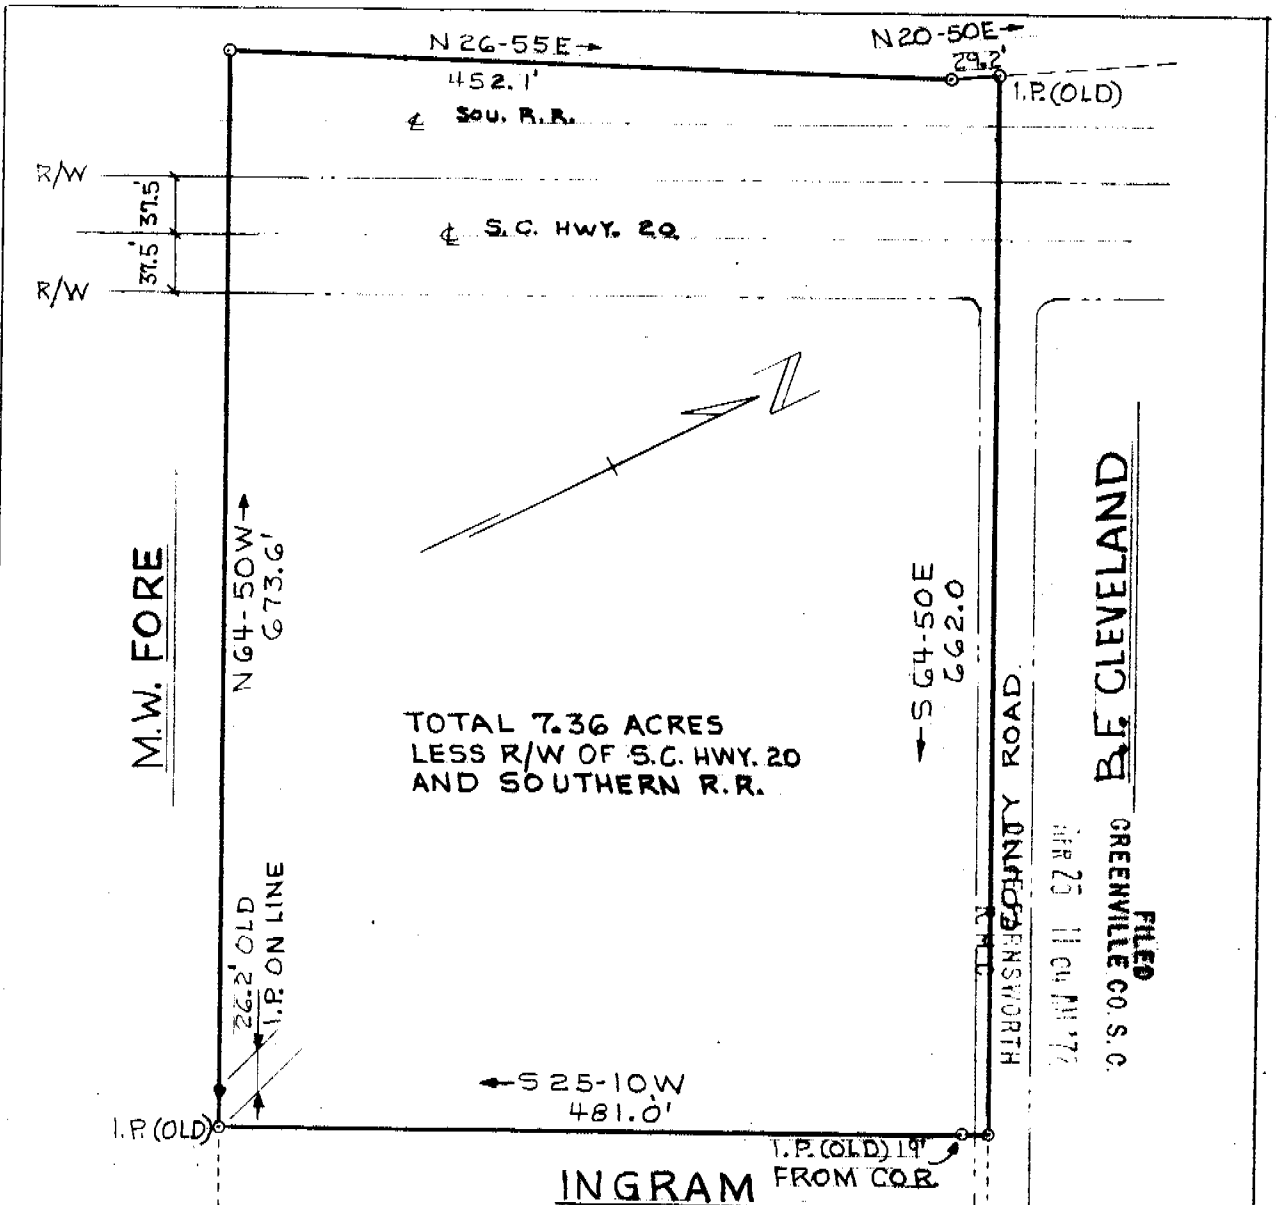 N 26-55E
452.1'
N20-50E
29.2'
I.P.(OLD)
℄ SOU. R.R.
R/W
37.5'
37.5'
℄ S.C. HWY. 20
R/W
N
M.W. FORE
N64-50W
673.6'
S 64-50E
662.0
COUNTY ROAD.
B.F. CLEVELAND
TOTAL 7.36 ACRES
LESS R/W OF S.C. HWY. 20
AND SOUTHERN R.R.
FILED
GREENVILLE CO. S. C.
R.M.C.
26.2' OLD
I.P. ON LINE
S 25-10W
481.0'
I.P. (OLD)
I.P. (OLD) 19'
FROM COR.
INGRAM